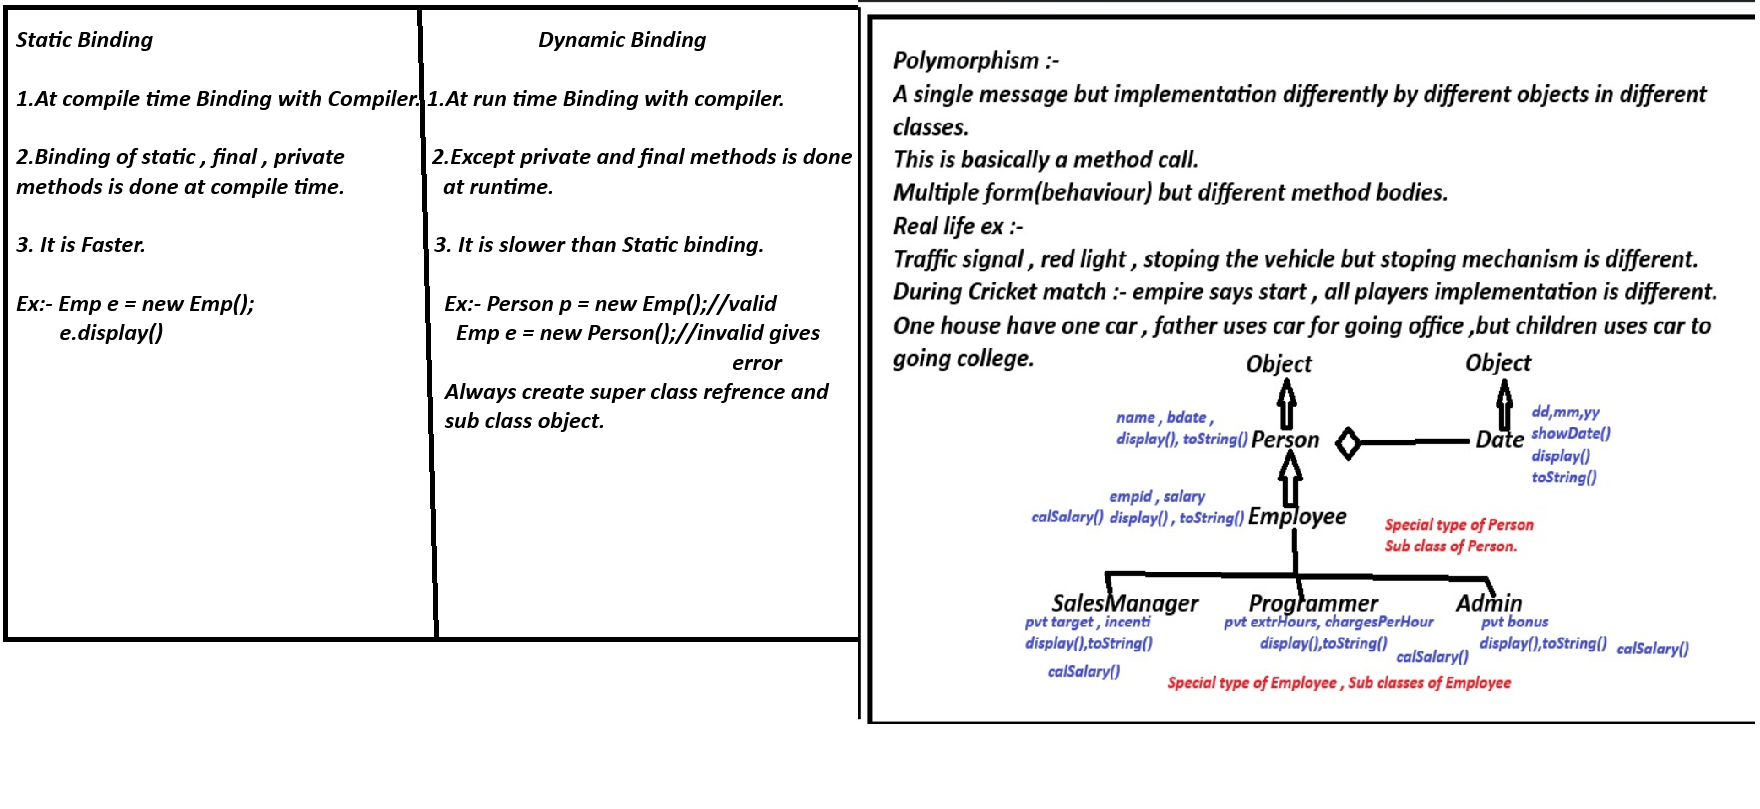 Static Binding
1.At compile time Binding with Compiler.
2.Binding of static , final , private
methods is done at compile time.
3. It is Faster.
Ex:- Emp e = new Emp();
e.display()
Dynamic Binding
1.At run time Binding with compiler.
2.Except private and final methods is done
at runtime.
3. It is slower than Static binding.
Ex:- Person p = new Emp();//valid
Emp e = new Person();//invalid gives
error
Always create super class refrence and
sub class object.
Polymorphism :-
A single message but implementation differently by different objects in different
classes.
This is basically a method call.
Multiple form(behaviour) but different method bodies.
Real life ex :-
Traffic signal , red light , stoping the vehicle but stoping mechanism is different.
During Cricket match :- empire says start , all players implementation is different.
One house have one car , father uses car for going office ,but children uses car to
going college.
Object
Object
name , bdate ,
display(), toString()
Person
Date
dd,mm,yy
showDate()
display()
toString()
empid , salary
calSalary() display() , toString()
Employee
Special type of Person
Sub class of Person.
SalesManager
pvt target , incenti
display(),toString()
calSalary()
Programmer
pvt extrHours, chargesPerHour
display(),toString()
calSalary()
Admin
pvt bonus
display(),toString()
calSalary()
Special type of Employee , Sub classes of Employee